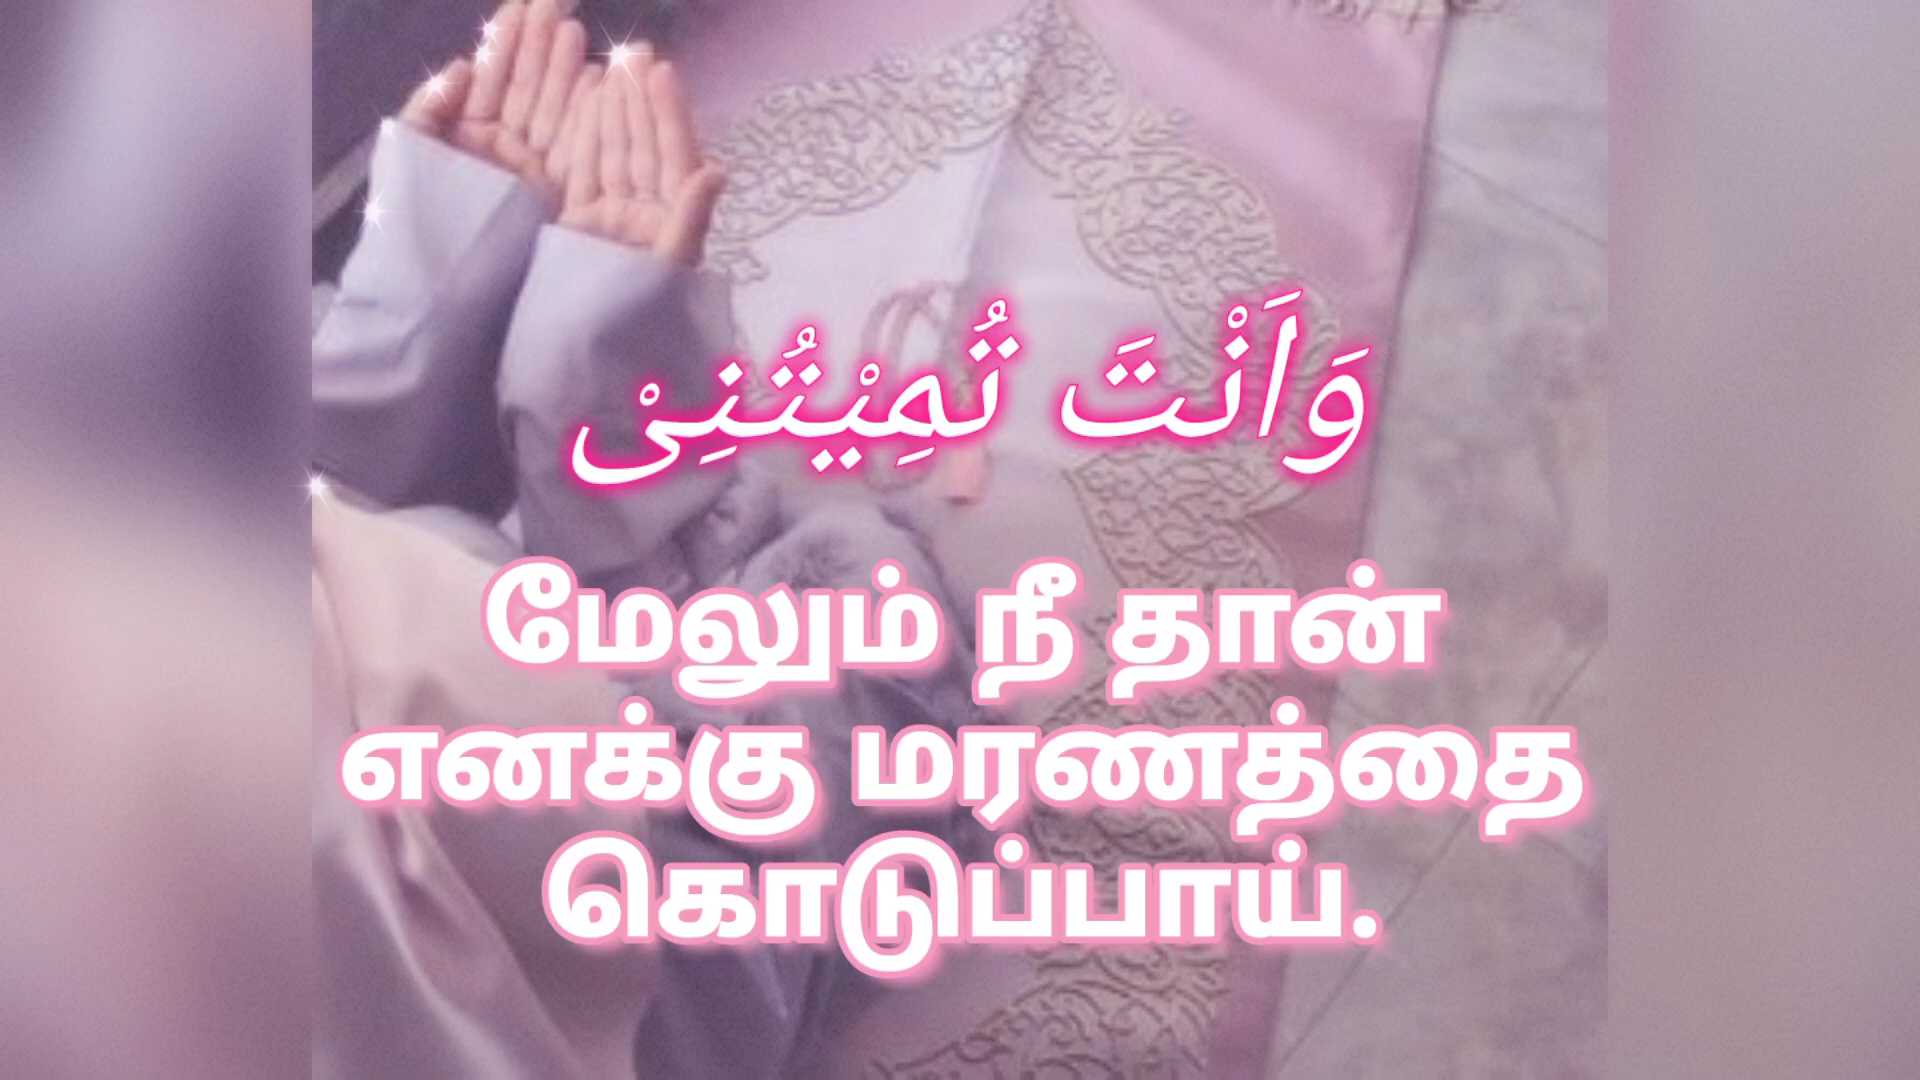 وَاَنْتَ تُمِيْتُنِىْ
மேலும் நீ தான்
எனக்கு மரணத்தை
கொடுப்பாய்.